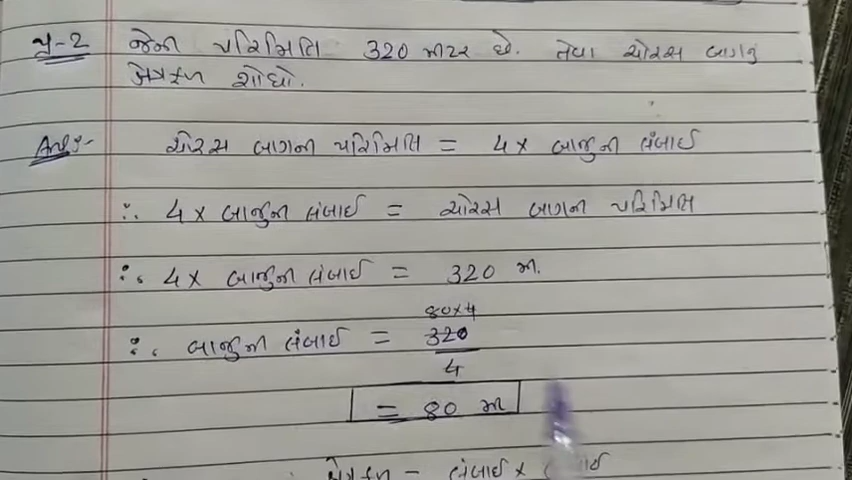 પ્ર-2 જેની પરિમિતિ 320 મીટર છે. તેવા ચોરસ બાગનું
ક્ષેત્રફળ શોધો.
Ans:- ચોરસ બાગની પરિમિતિ = 4 x બાજુની લંબાઈ
∴ 4 x બાજુની લંબાઈ = ચોરસ બાગની પરિમિતિ
∴ 4 x બાજુની લંબાઈ = 320 મી.
80x4
∴ બાજુની લંબાઈ = 320
4
= 80 મી
ક્ષેત્રફળ = લંબાઈ x